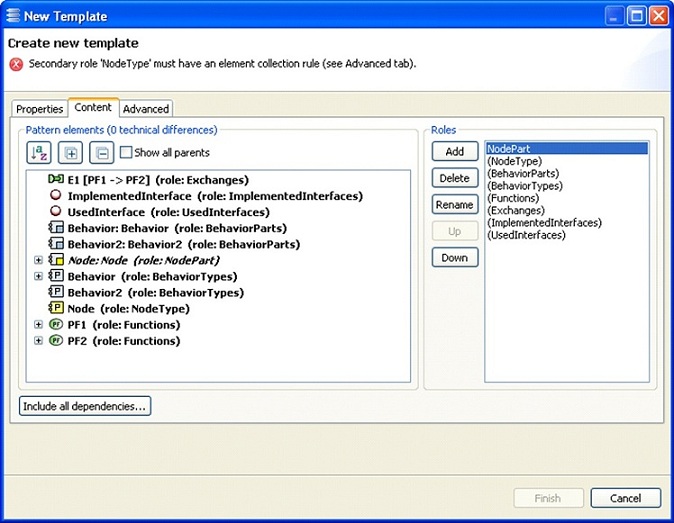 New Template
Create new template
Secondary role 'NodeType' must have an element collection rule (see Advanced tab).
Properties
Content
Advanced
Pattern elements (0 technical differences)
Show all parents
E1 [PF1 -> PF2] (role: Exchanges)
ImplementedInterface (role: ImplementedInterfaces)
UsedInterface (role: UsedInterfaces)
Behavior: Behavior (role: BehaviorParts)
Behavior2: Behavior2 (role: BehaviorParts)
Node: Node (role: NodePart)
Behavior (role: BehaviorTypes)
Behavior2 (role: BehaviorTypes)
Node (role: NodeType)
PF1 (role: Functions)
PF2 (role: Functions)
Include all dependencies...
Roles
Add
Delete
Rename
Up
Down
NodePart
(NodeType)
(BehaviorParts)
(BehaviorTypes)
(Functions)
(Exchanges)
(ImplementedInterfaces)
(UsedInterfaces)
Finish
Cancel